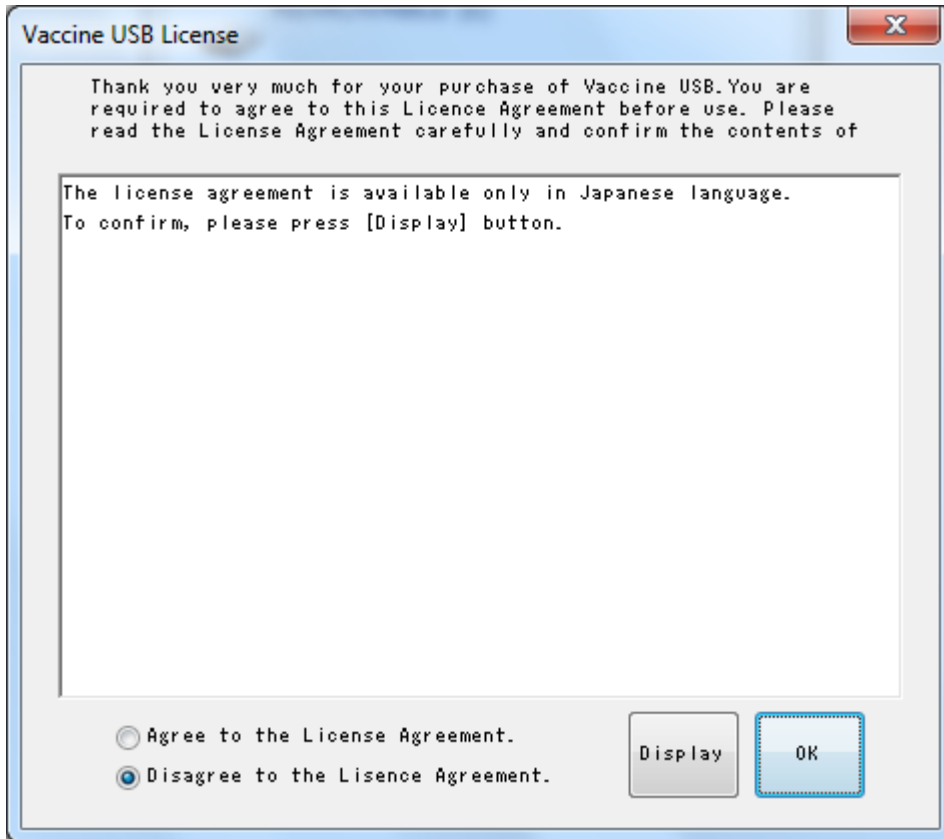 Vaccine USB License
Thank you very much for your purchase of Vaccine USB.You are
required to agree to this Licence Agreement before use. Please
read the License Agreement carefully and confirm the contents of
The license agreement is available only in Japanese language.
To confirm, please press [Display] button.
Agree to the License Agreement.
Disagree to the Lisence Agreement.
Display
OK